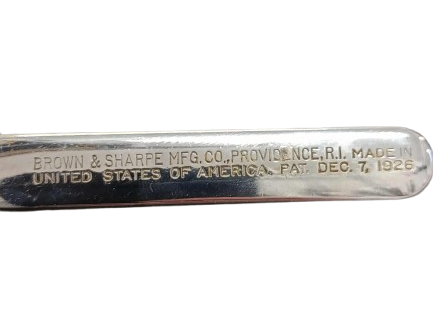 BROWN & SHARPE MFG. CO., PROVIDENCE, R.I. MADE IN
UNITED STATES OF AMERICA. PAT. DEC. 7, 1926